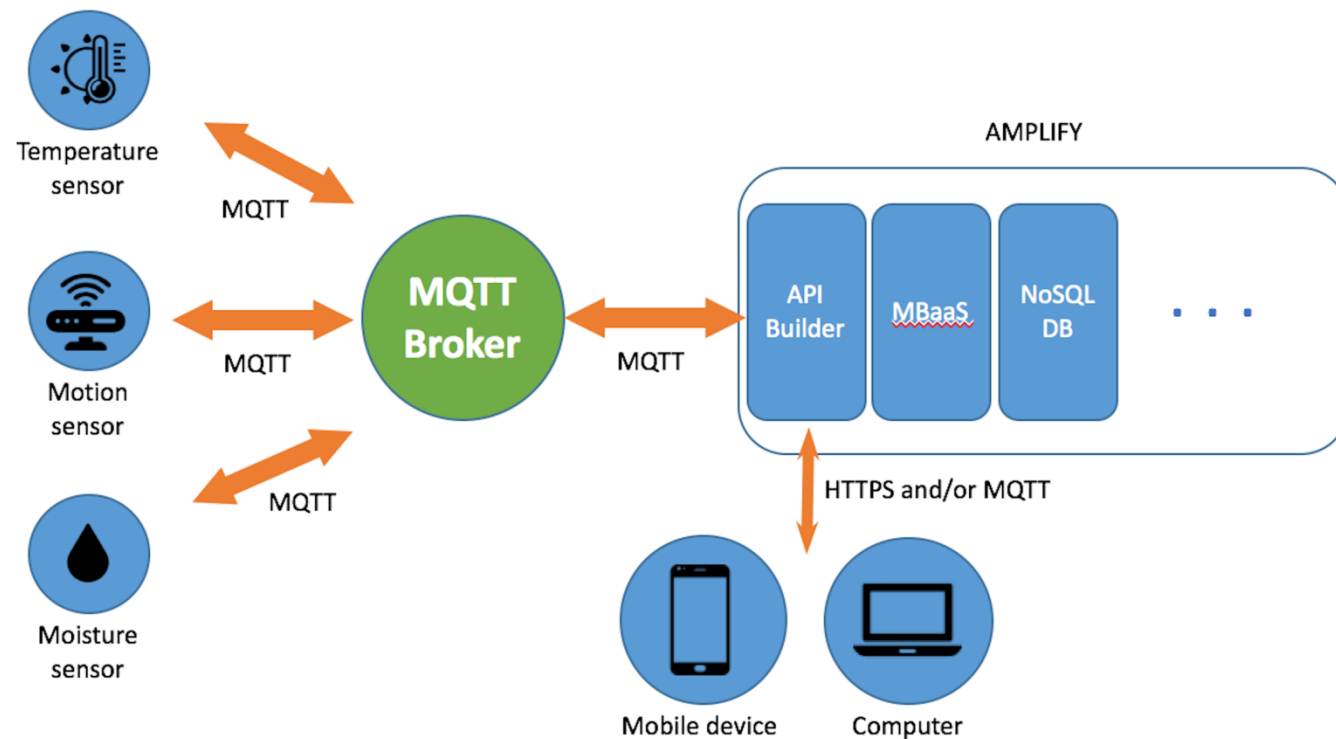 Temperature
sensor
MQTT
Motion
sensor
MQTT
Moisture
sensor
MQTT
MQTT
Broker
MQTT
AMPLIFY
API
Builder
MBaaS
NoSQL
DB
. . .
HTTPS and/or MQTT
Mobile device
Computer